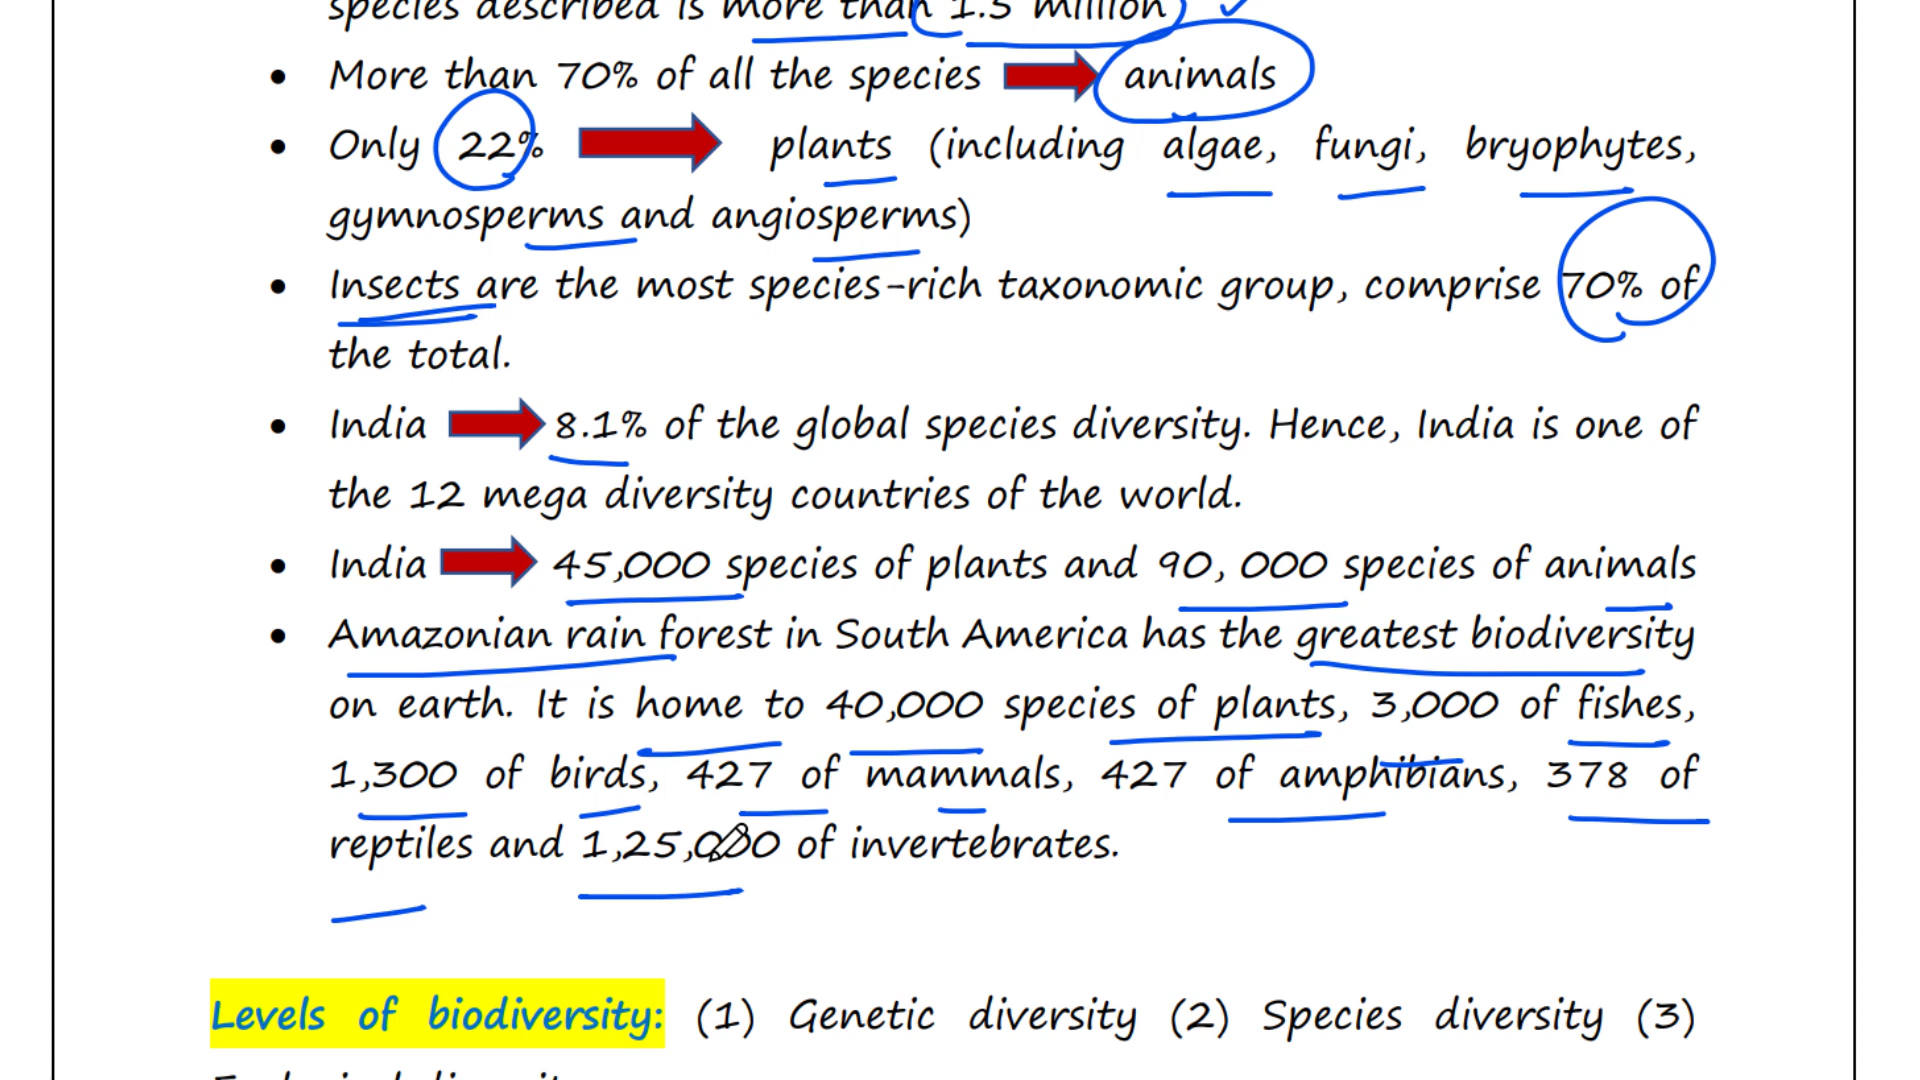 species described is more than 1.5 million
• More than 70% of all the species animals
• Only 22% plants (including algae, fungi, bryophytes,
gymnosperms and angiosperms)
• Insects are the most species-rich taxonomic group, comprise 70% of
the total.
• India 8.1% of the global species diversity. Hence, India is one of
the 12 mega diversity countries of the world.
• India 45,000 species of plants and 90, 000 species of animals
• Amazonian rain forest in South America has the greatest biodiversity
on earth. It is home to 40,000 species of plants, 3,000 of fishes,
1,300 of birds, 427 of mammals, 427 of amphibians, 378 of
reptiles and 1,25,000 of invertebrates.
Levels of biodiversity: (1) Genetic diversity (2) Species diversity (3)